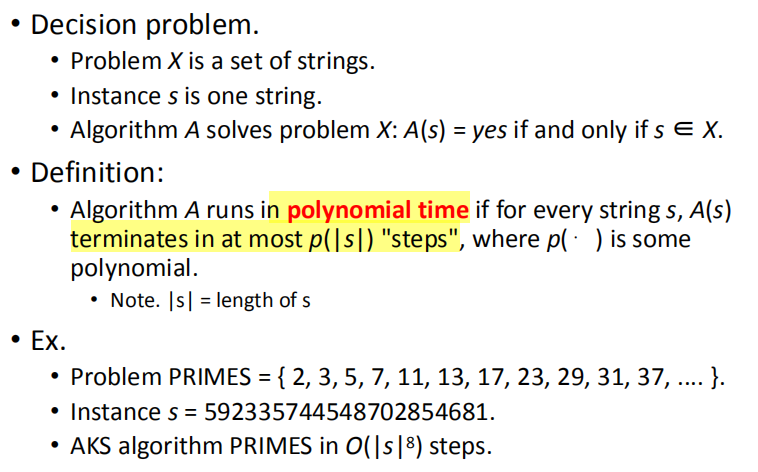 • Decision problem.
• Problem X is a set of strings.
• Instance s is one string.
• Algorithm A solves problem X: A(s) = yes if and only if s ∈ X.
• Definition:
• Algorithm A runs in polynomial time if for every string s, A(s)
terminates in at most p(|s|) "steps", where p( · ) is some
polynomial.
• Note. |s| = length of s
• Ex.
• Problem PRIMES = { 2, 3, 5, 7, 11, 13, 17, 23, 29, 31, 37, .... }.
• Instance s = 592335744548702854681.
• AKS algorithm PRIMES in O(|s|⁸) steps.